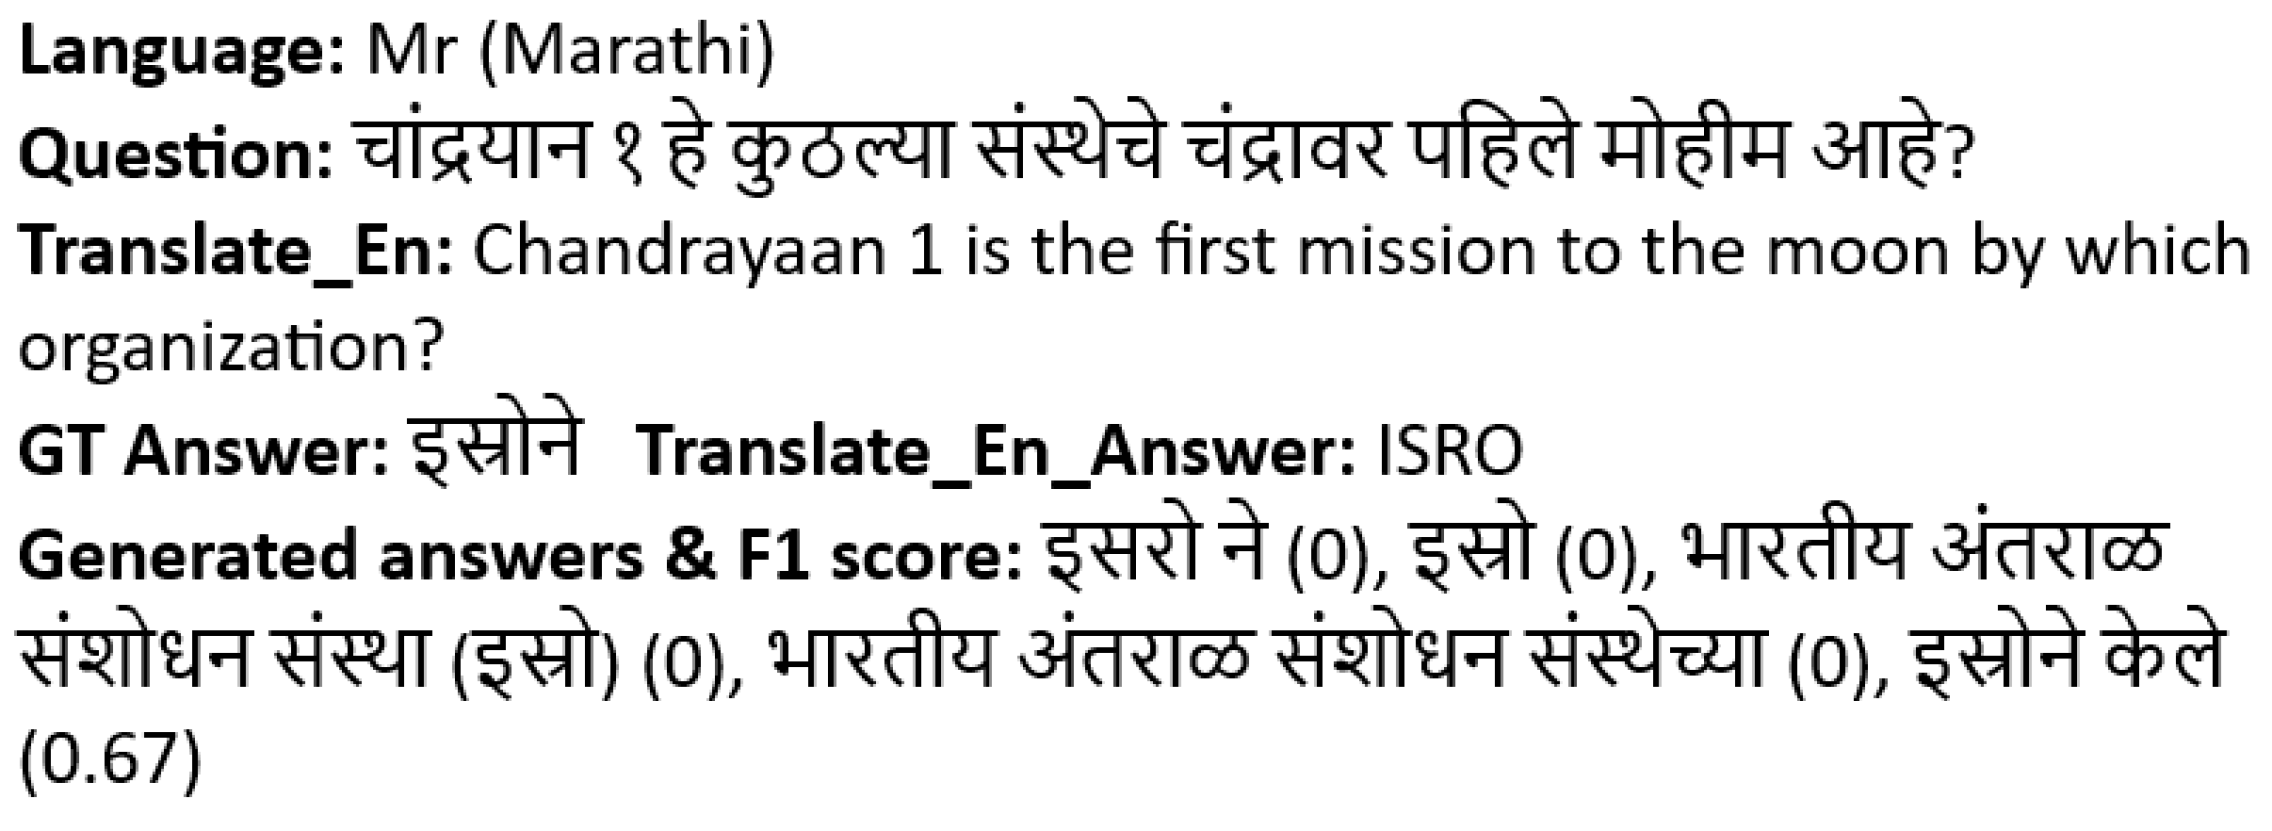 Language: Mr (Marathi)
Question: चांद्रयान १ हे कुठल्या संस्थेचे चंद्रावर पहिले मोहीम आहे?
Translate_En: Chandrayaan 1 is the first mission to the moon by which
organization?
GT Answer: इस्रोने Translate_En_Answer: ISRO
Generated answers & F1 score: इसरो ने (0), इस्रो (0), भारतीय अंतराळ
संशोधन संस्था (इस्रो) (0), भारतीय अंतराळ संशोधन संस्थेच्या (0), इस्रोने केले
(0.67)